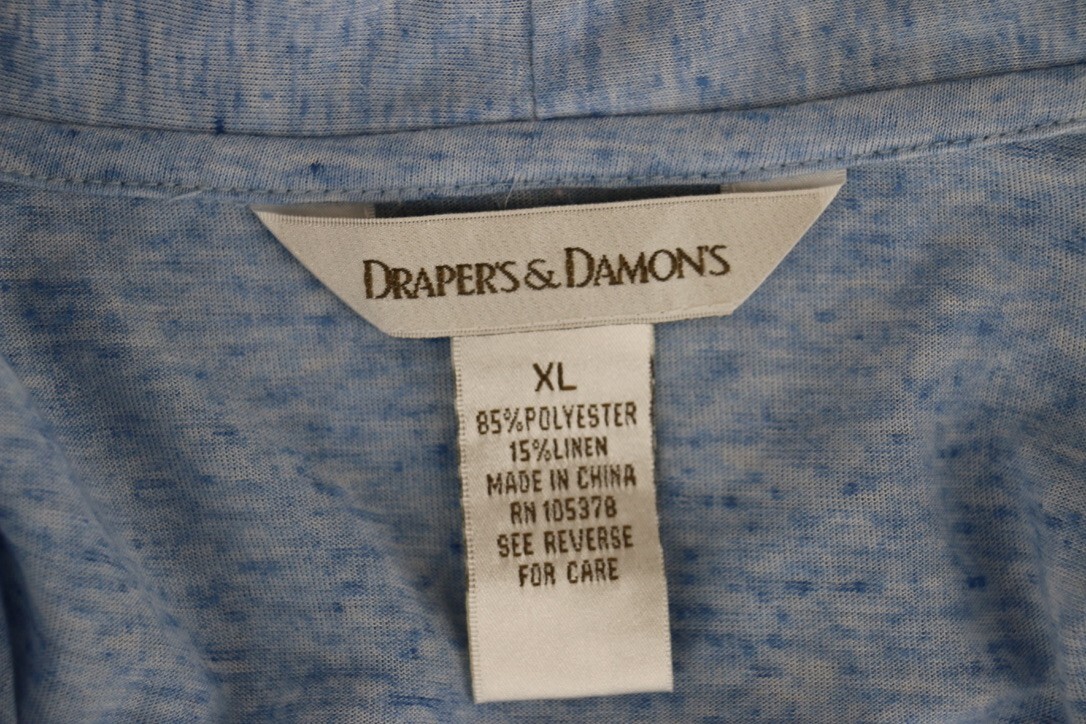 DRAPER'S & DAMON'S
XL
85%POLYESTER
15%LINEN
MADE IN CHINA
RN 105378
SEE REVERSE
FOR CARE